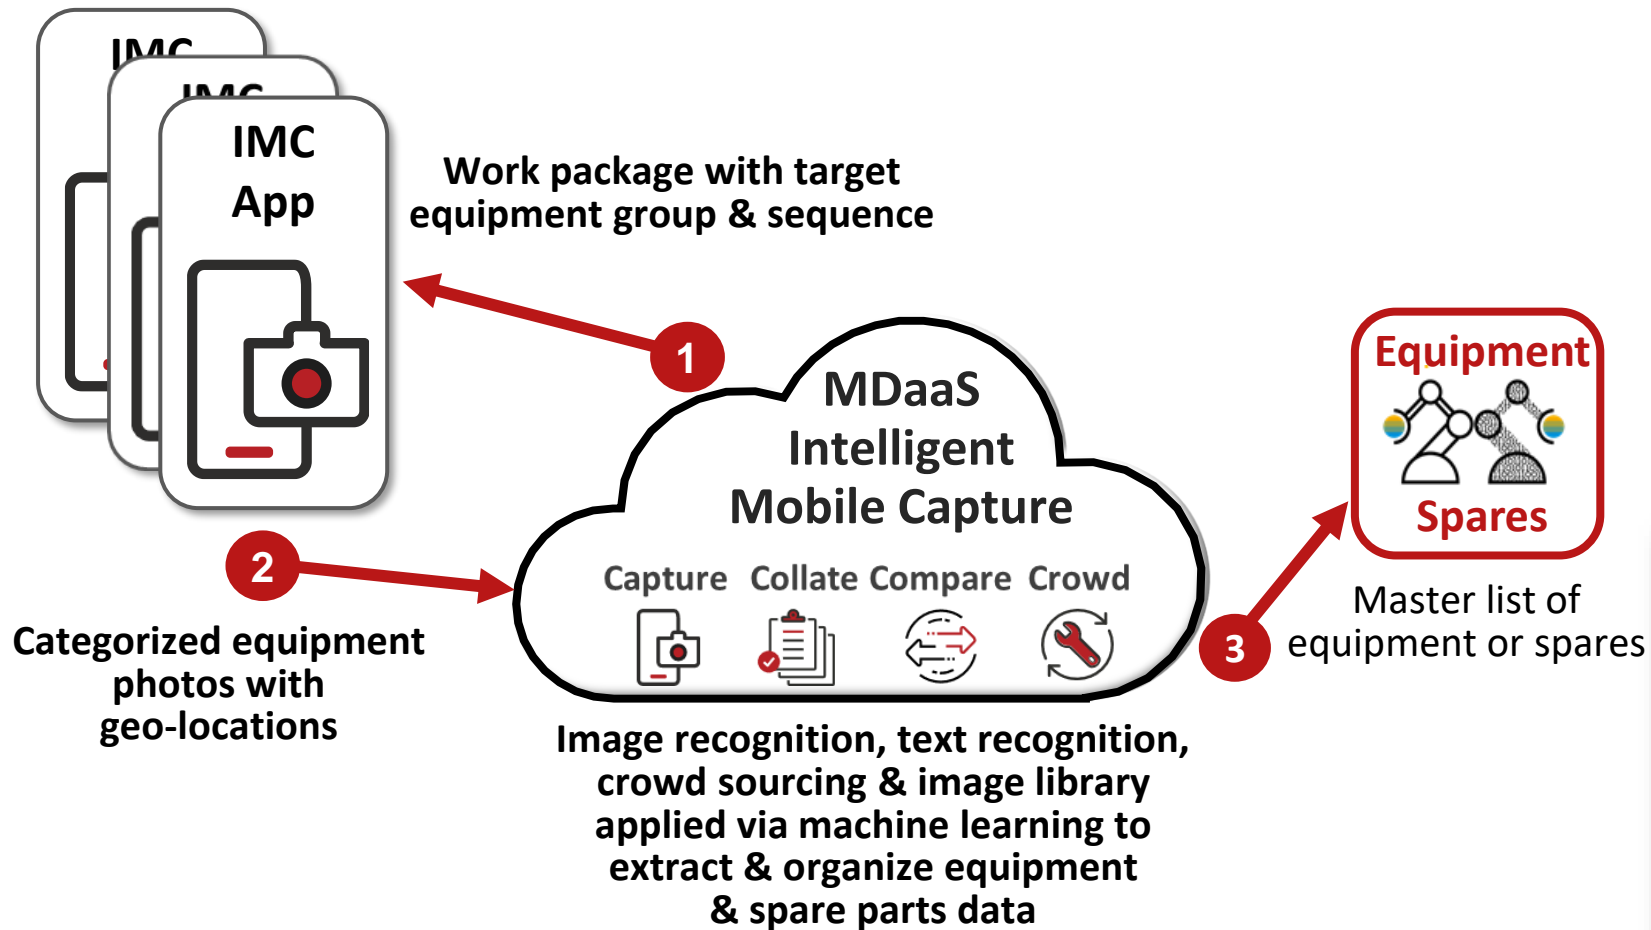 IMC
IMC
IMC
App
Work package with target
equipment group & sequence
1
MDaaS
Intelligent
Mobile Capture
Capture Collate Compare Crowd
2
Categorized equipment
photos with
geo-locations
Image recognition, text recognition,
crowd sourcing & image library
applied via machine learning to
extract & organize equipment
& spare parts data
3
Equipment
Spares
Master list of
equipment or spares